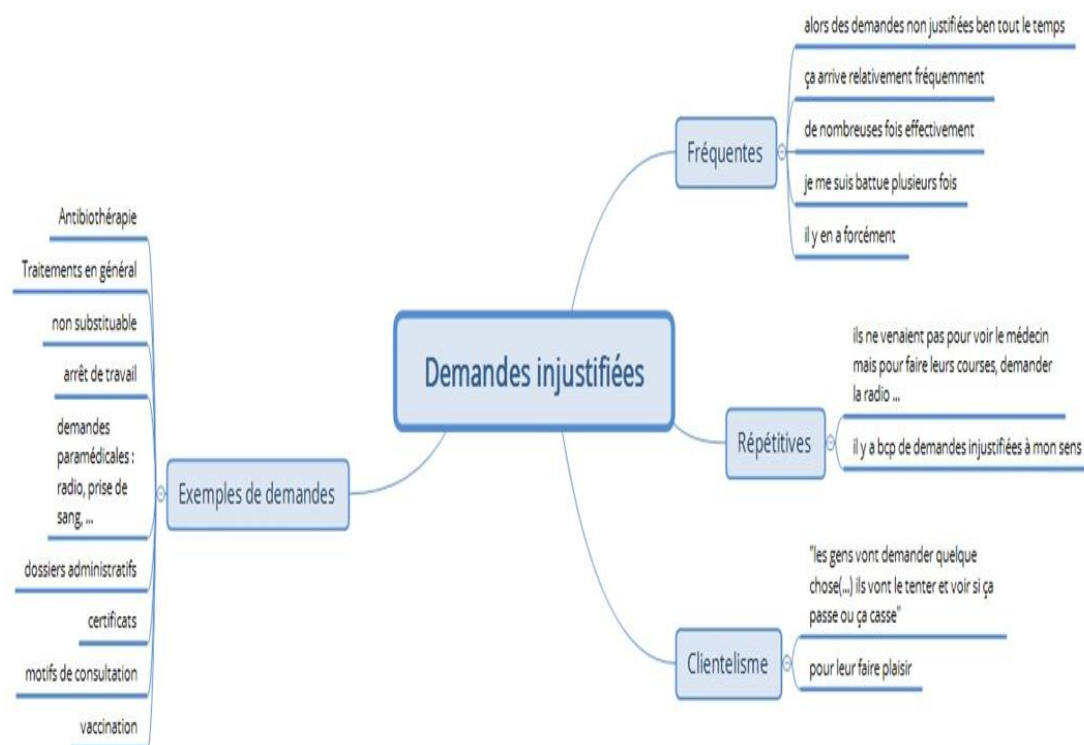 Demandes injustifiées
Fréquentes
alors des demandes non justifiées ben tout le temps
ça arrive relativement fréquemment
de nombreuses fois effectivement
je me suis battue plusieurs fois
il y en a forcément
Répétitives
ils ne venaient pas pour voir le médecin
mais pour faire leurs courses, demander
la radio ...
il y a bcp de demandes injustifiées à mon sens
Clientelisme
"les gens vont demander quelque
chose(...) ils vont le tenter et voir si ça
passe ou ça casse"
pour leur faire plaisir
Exemples de demandes
Antibiothérapie
Traitements en général
non substituable
arrêt de travail
demandes
paramédicales :
radio, prise de
sang, ...
dossiers administratifs
certificats
motifs de consultation
vaccination